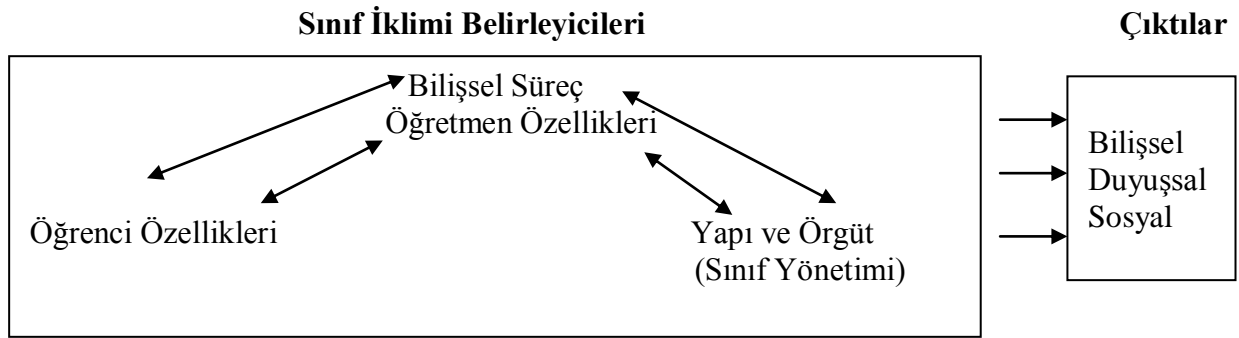 Sınıf İklimi Belirleyicileri
Çıktılar
Bilişsel Süreç
Öğretmen Özellikleri
Öğrenci Özellikleri
Yapı ve Örgüt
(Sınıf Yönetimi)
Bilişsel
Duyuşsal
Sosyal